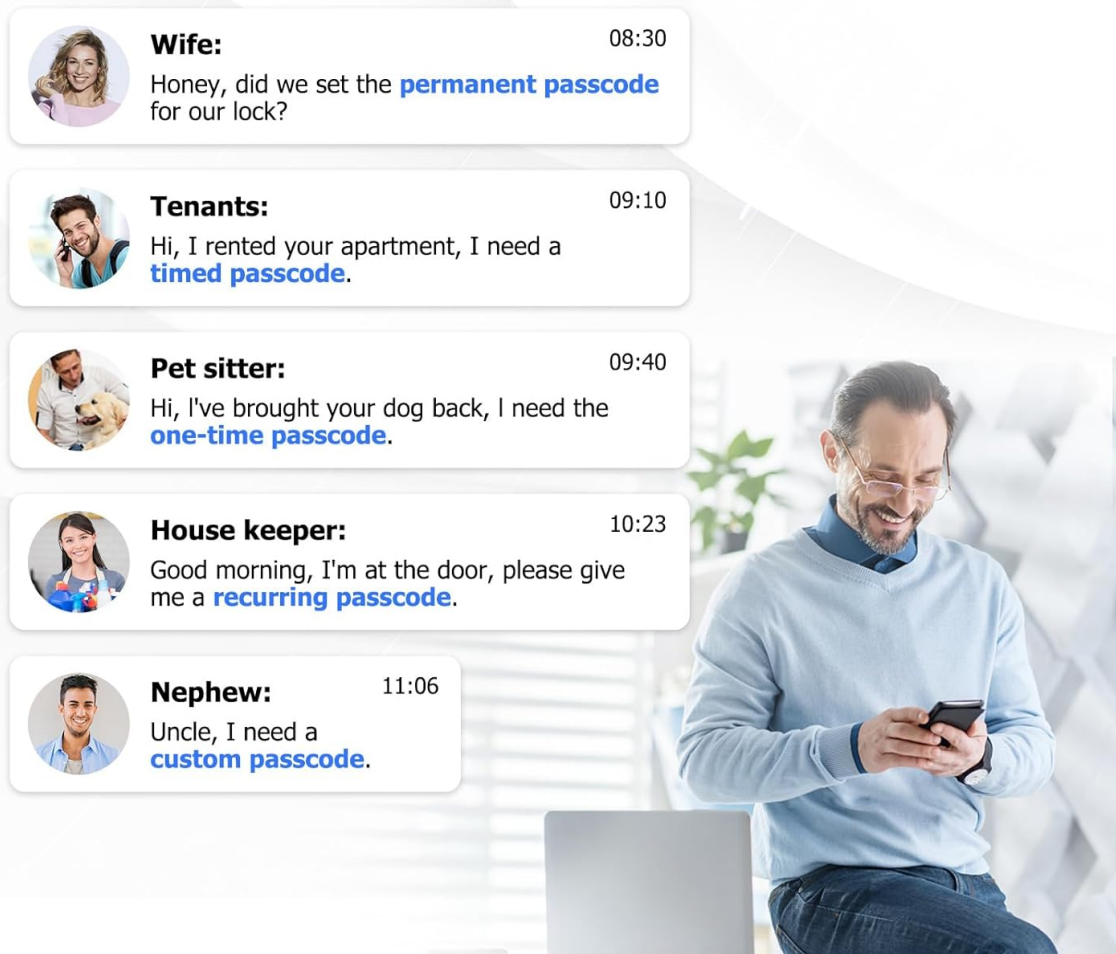 Wife:
08:30
Honey, did we set the permanent passcode
for our lock?
Tenants:
09:10
Hi, I rented your apartment, I need a
timed passcode.
Pet sitter:
09:40
Hi, l've brought your dog back, l need the
one-time passcode.
House keeper:
10:23
Good morning, I'm at the door, please give
me a recurring passcode.
Nephew:
11:06
Uncle, I need a
custom passcode.